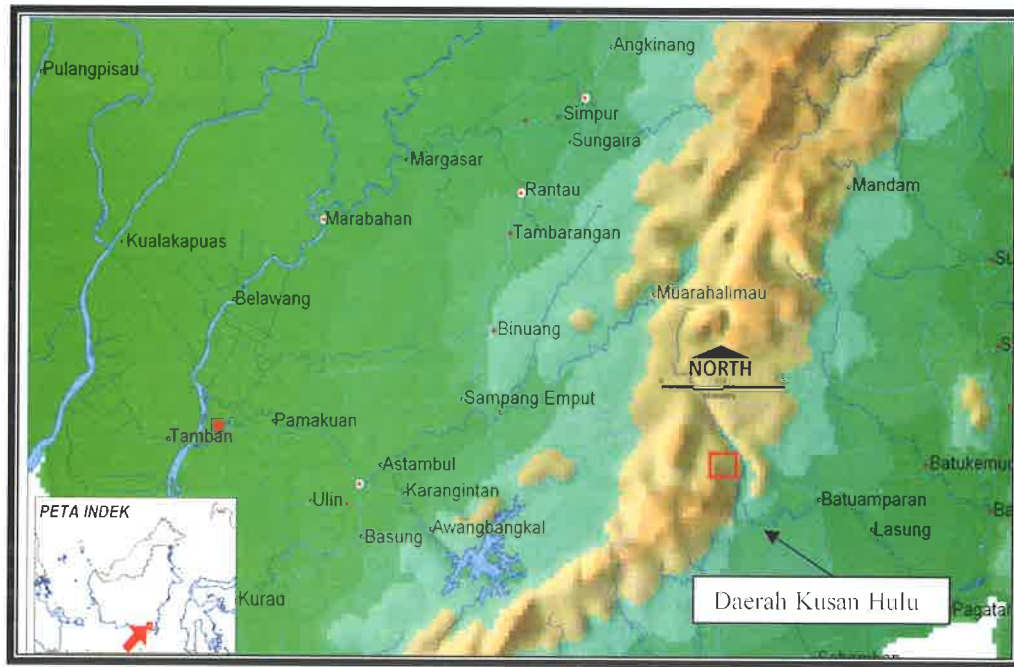 Angkinang
Pulangpisau
Simpur
Sungaira
Margasar
Rantau
Mandam
Marabahan
Kualakapuas
Tambarangan
Belawang
Muarahalimau
Binuang
NORTH
Sampang Emput
Pamakuan
Tamban
Astambul
Batukemu
Ulin
Karangintan
Batuamparan
PETA INDEK
Awangbangkal
Basung
Lasung
Kurau
Daerah Kusan Hulu
Pagata